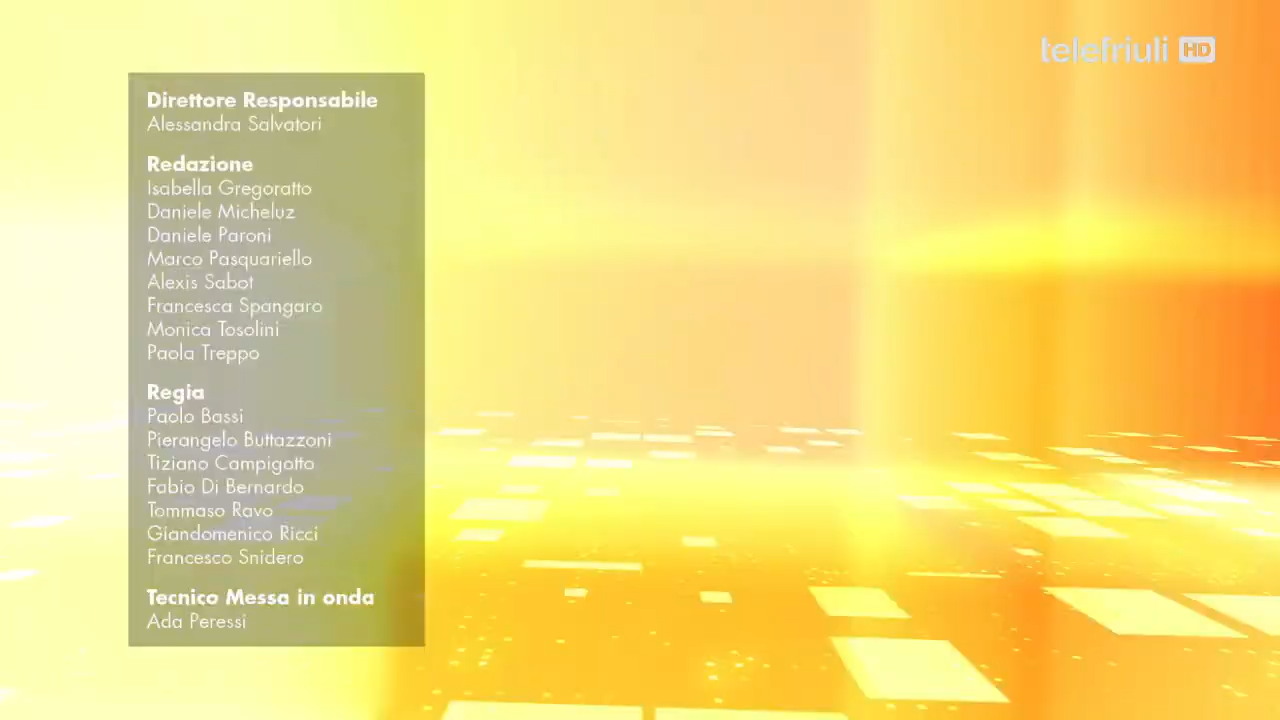 telefriuli HD
Direttore Responsabile
Alessandra Salvatori
Redazione
Isabella Gregoratto
Daniele Micheluz
Daniele Paroni
Marco Pasquariello
Alexis Sabot
Francesca Spangaro
Monica Tosolini
Paola Treppo
Regia
Paolo Bassi
Pierangelo Buttazzoni
Tiziano Campigotto
Fabio Di Bernardo
Tommaso Ravo
Giandomenico Ricci
Francesco Snidero
Tecnico Messa in onda
Ada Peressi